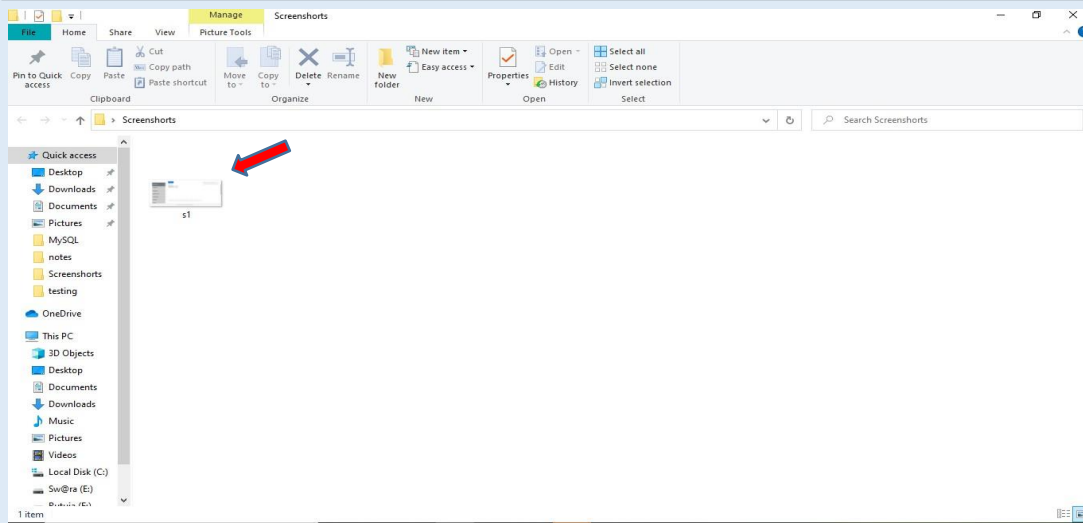 Manage Screenshorts
File Home Share View Picture Tools
Pin to Quick access
Copy
Paste
Cut
Copy path
Paste shortcut
Clipboard
Move to
Copy to
Delete
Rename
Organize
New folder
New item
Easy access
New
Properties
Open
Edit
History
Open
Select all
Select none
Invert selection
Select
Screenshorts
Search Screenshorts
Quick access
Desktop
Downloads
Documents
Pictures
MySQL
notes
Screenshorts
testing
OneDrive
This PC
3D Objects
Desktop
Documents
Downloads
Music
Pictures
Videos
Local Disk (C:)
Sw@ra (E:)
s1
1 item